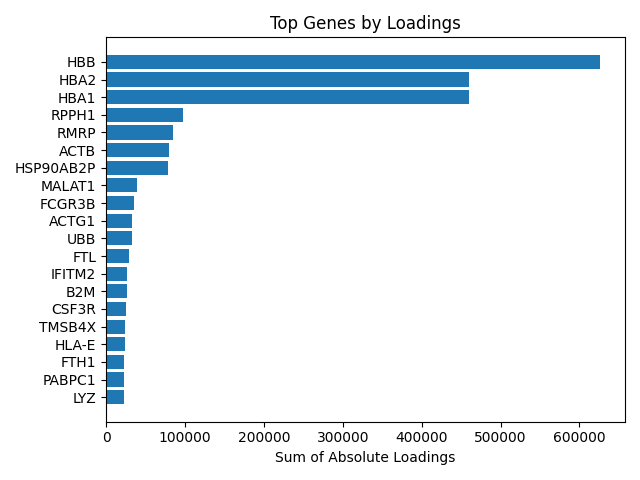 Top Genes by Loadings
HBB
HBA2
HBA1
RPPH1
RMRP
ACTB
HSP90AB2P
MALAT1
FCGR3B
ACTG1
UBB
FTL
IFITM2
B2M
CSF3R
TMSB4X
HLA-E
FTH1
PABPC1
LYZ
0 100000 200000 300000 400000 500000 600000
Sum of Absolute Loadings